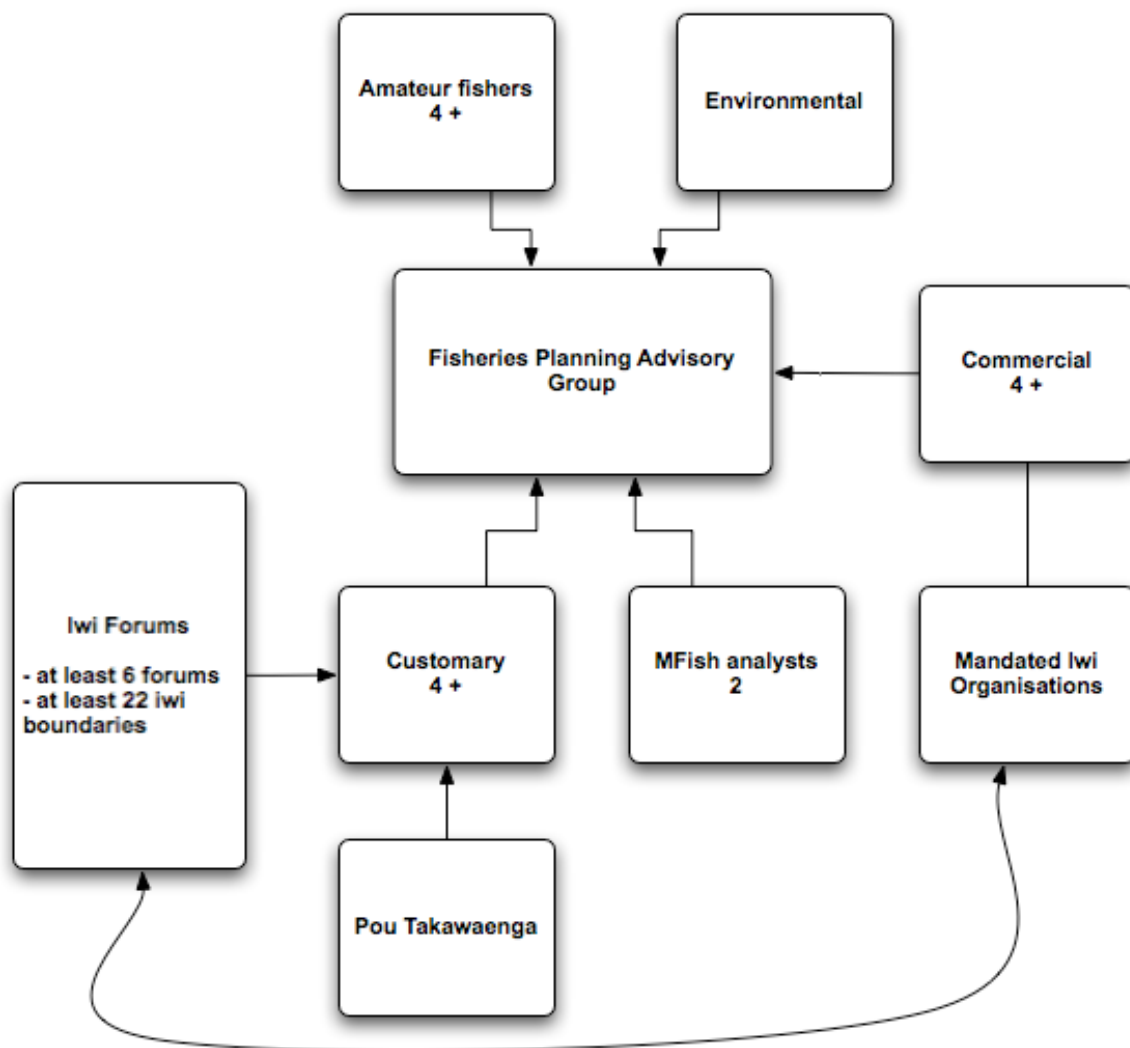 Amateur fishers
4 +
Environmental
Fisheries Planning Advisory
Group
Commercial
4 +
Iwi Forums
- at least 6 forums
- at least 22 iwi
boundaries
Customary
4 +
MFish analysts
2
Mandated Iwi
Organisations
Pou Takawaenga